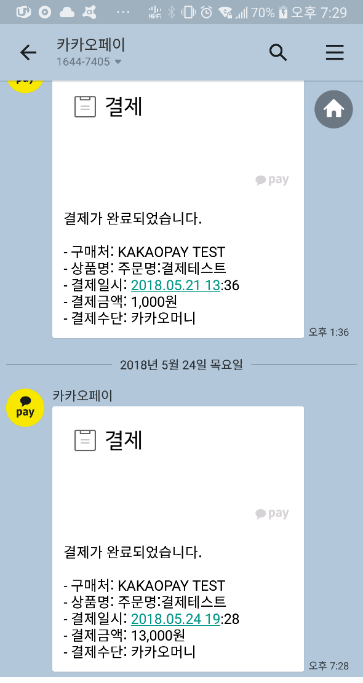 70% 오후 7:29
카카오페이
1644-7405
pay
결제
pay
결제가 완료되었습니다.
- 구매처: KAKAOPAY TEST
- 상품명: 주문명:결제테스트
- 결제일시: 2018.05.21 13:36
- 결제금액: 1,000원
- 결제수단: 카카오머니
오후 1:36
2018년 5월 24일 목요일
카카오페이
pay
결제
pay
결제가 완료되었습니다.
- 구매처: KAKAOPAY TEST
- 상품명: 주문명:결제테스트
- 결제일시: 2018.05.24 19:28
- 결제금액: 13,000원
- 결제수단: 카카오머니
오후 7:28